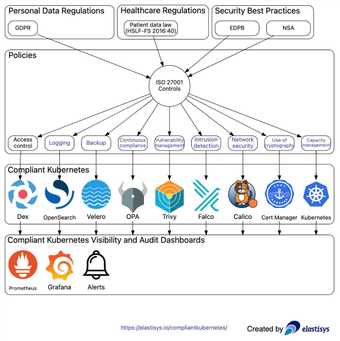 Personal Data Regulations
Healthcare Regulations
Security Best Practices
GDPR
Patient data law
(HSLF-FS 2016:40)
EDPB
NSA
Policies
ISO 27001
Controls
Access
control
Logging
Backup
Continuous
compliance
Vulnerability
management
Intrusion
detection
Network
security
Use of
cryptography
Capacity
management
Compliant Kubernetes
Dex
OpenSearch
Velero
OPA
Trivy
Falco
Calico
Cert Manager
Kubernetes
Compliant Kubernetes Visibility and Audit Dashboards
Prometheus
Grafana
Alerts
https://elastisys.io/compliantkubernetes/
Created by
elastisys